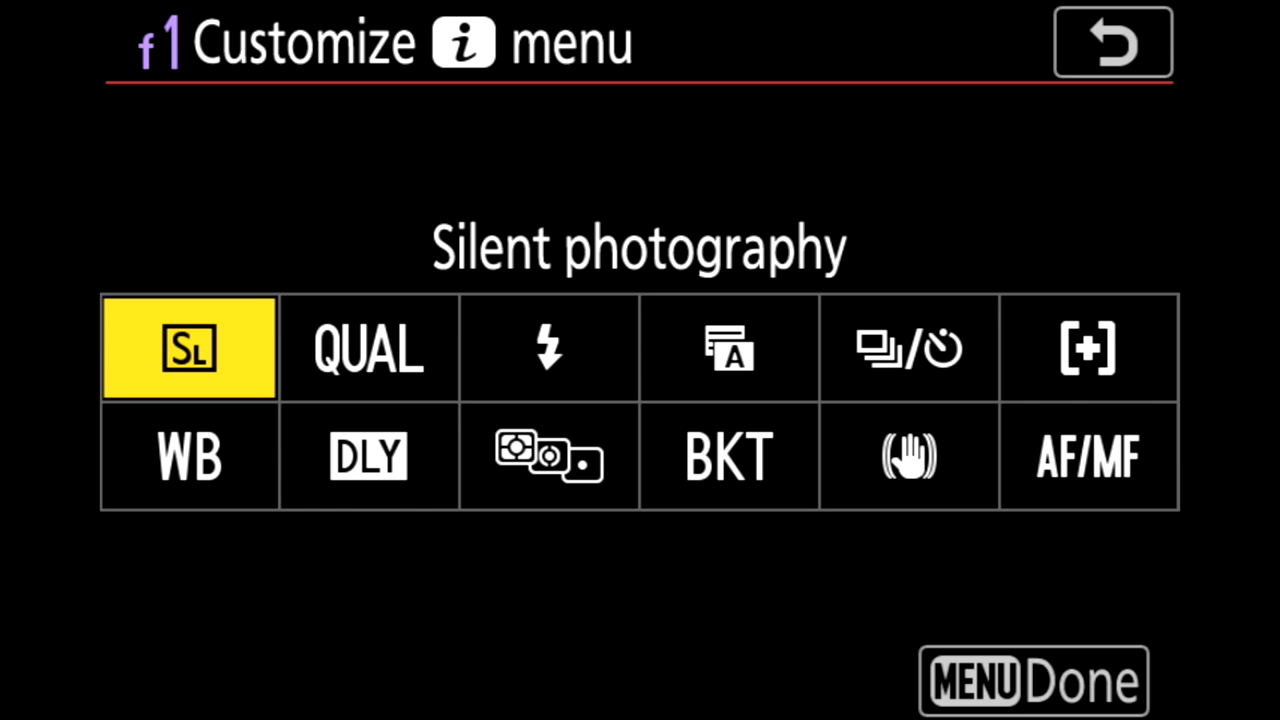 f1 Customize i menu
Silent photography
SL QUAL A
WB DLY BKT AF/MF
MENU Done